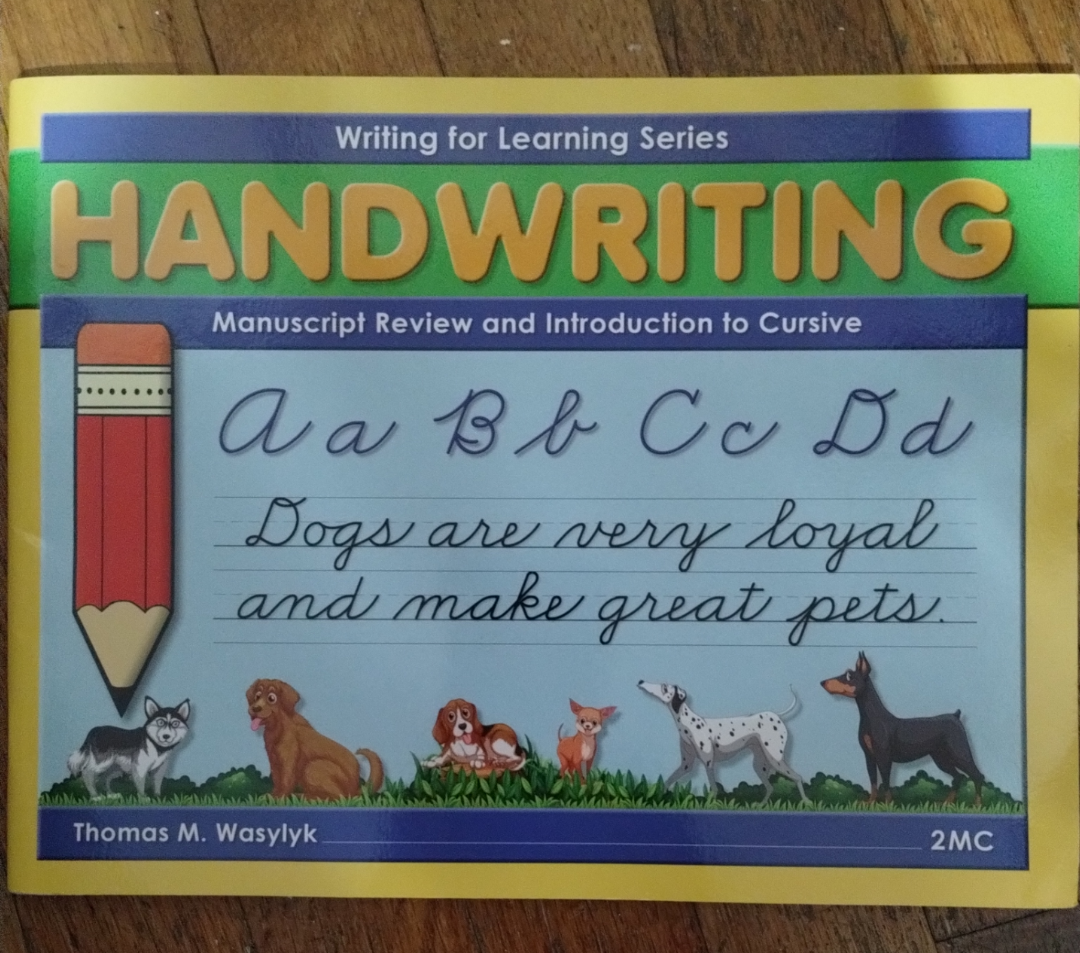 Writing for Learning Series
HANDWRITING
Manuscript Review and Introduction to Cursive
Aa Bb Cc Dd
Dogs are very loyal
and make great pets.
Thomas M. Wasylyk 2MC